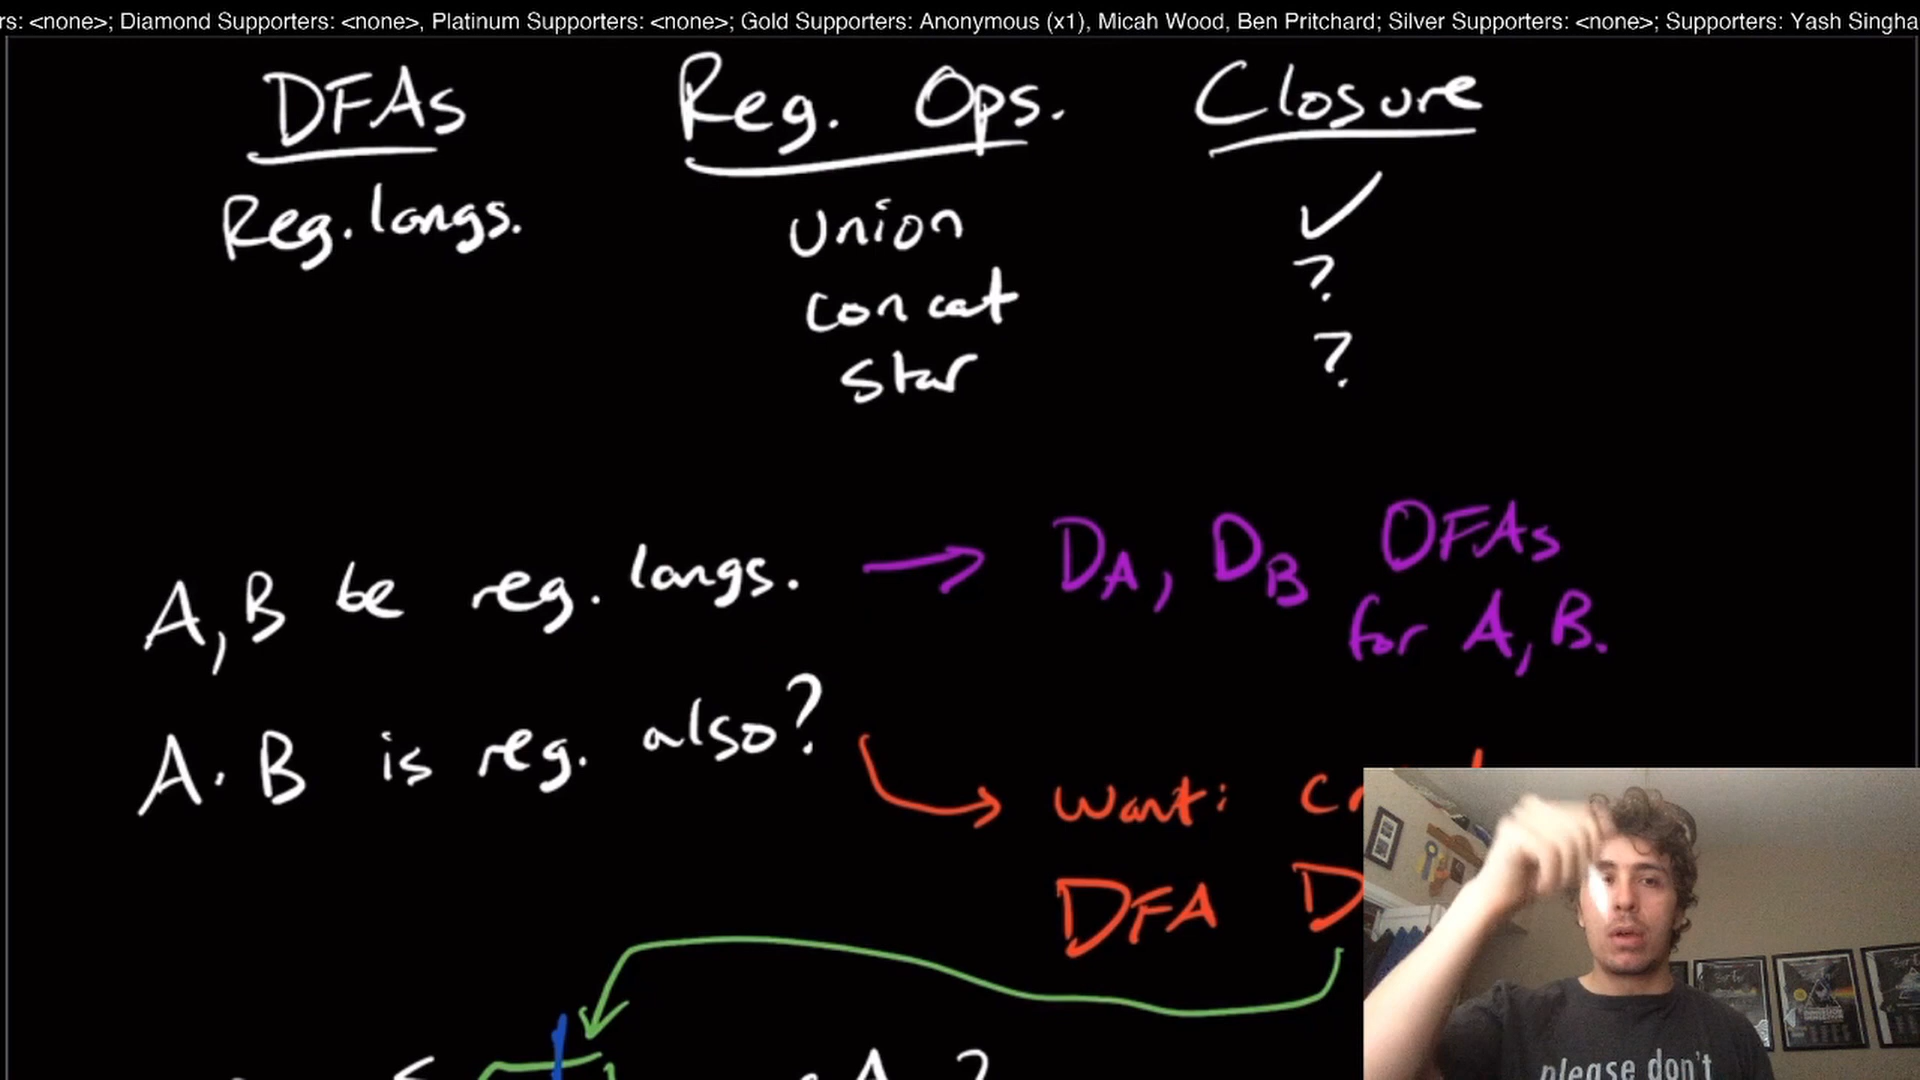 rs: <none>; Diamond Supporters: <none>, Platinum Supporters: <none>; Gold Supporters: Anonymous (x1), Micah Wood, Ben Pritchard; Silver Supporters: <none>; Supporters: Yash Singha
DFAs Reg. Ops. Closure
Reg. langs. Union ✓
concat ?
star ?
A, B be reg. langs. → DA, DB DFAs
for A, B.
A. B is reg. also?
Want:
DFA D
please don't